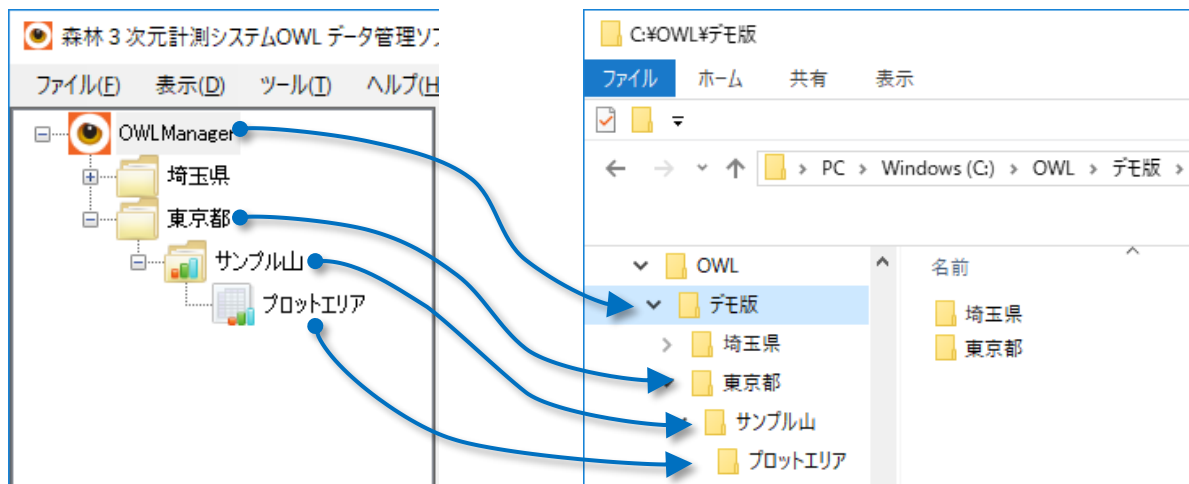 森林３次元計測システムOWL データ管理ソ
ファイル(F) 表示(D) ツール(T) ヘルプ(H
OWLManager
埼玉県
東京都
サンプル山
プロットエリア
C:¥OWL¥デモ版
ファイル ホーム 共有 表示
PC > Windows (C:) > OWL > デモ版 >
OWL
デモ版
埼玉県
東京都
サンプル山
プロットエリア
名前
埼玉県
東京都